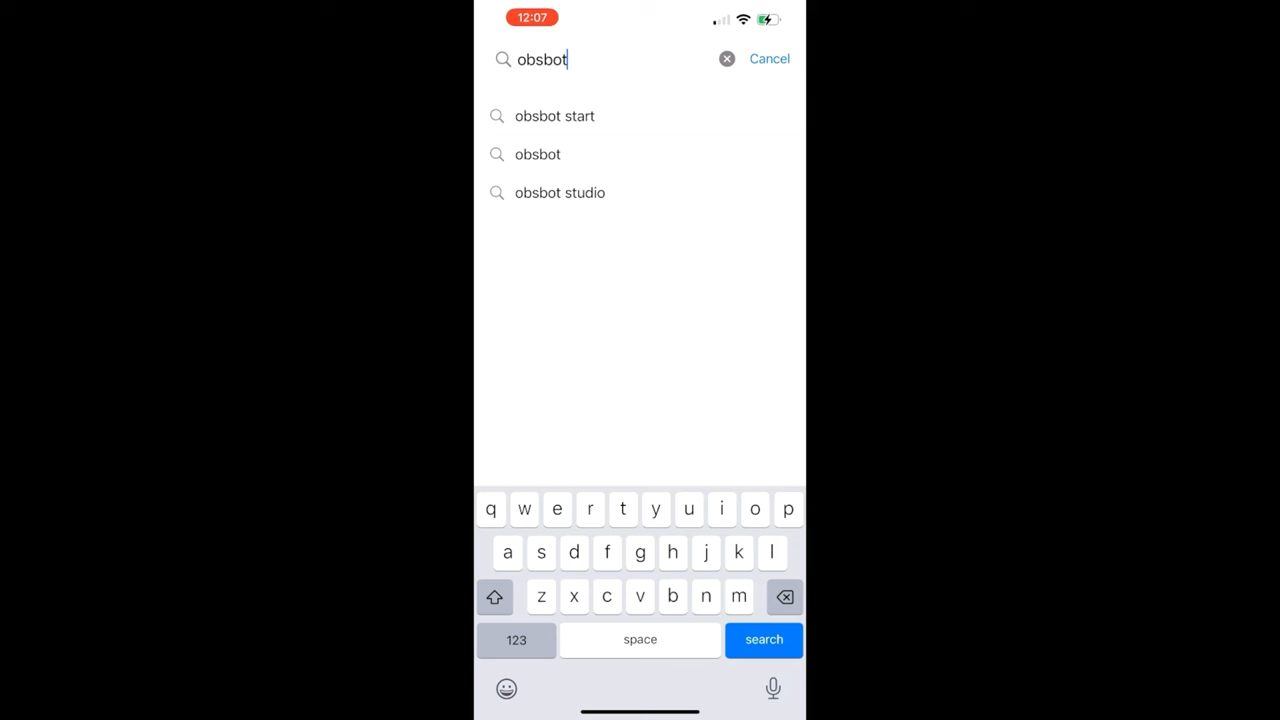 12:07
obsbot
Cancel
obsbot start
obsbot
obsbot studio
q w e r t y u i o p
a s d f g h j k l
z x c v b n m
123 space search